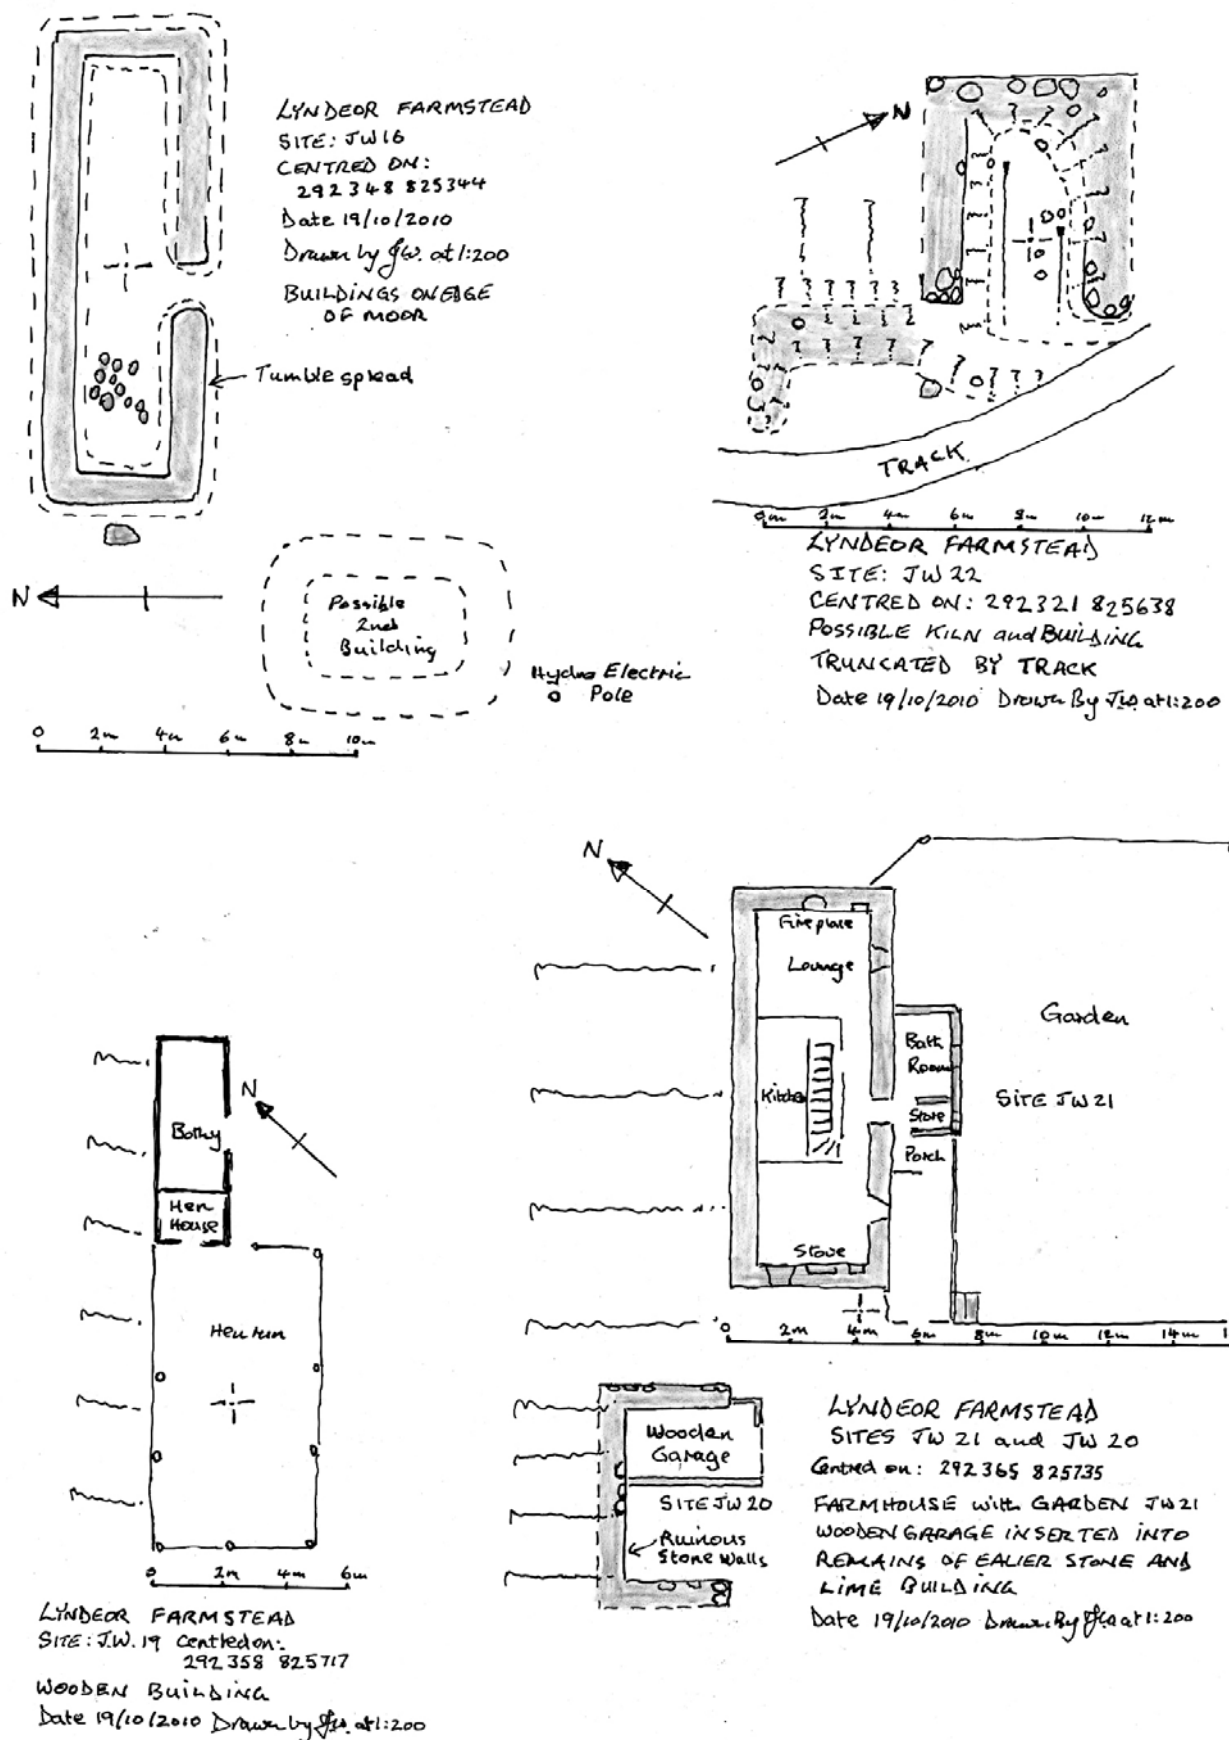 LYNDEOR FARMSTEAD
SITE: JW16
CENTRED ON:
292348 825344
Date 19/10/2010
Drawn by JW. at 1:200
BUILDINGS ON EDGE
OF MOOR
Tumble spread
N
Possible
2nd
Building
Hydro Electric
Pole
0 2m 4m 6m 8m 10m
N
TRACK
0m 2m 4m 6m 8m 10m 12m
LYNDEOR FARMSTEAD
SITE: JW22
CENTRED ON: 292321 825638
POSSIBLE KILN and BUILDING
TRUNCATED BY TRACK
Date 19/10/2010 Drawn By J.W. at 1:200
N
Bothy
Hen
House
Hen run
0 2m 4m 6m
LYNDEOR FARMSTEAD
SITE: J.W. 19 Centred on:
292358 825717
WOODEN BUILDING
Date 19/10/2010 Drawn by JW. at 1:200
N
Fireplace
Lounge
Kitchen
Stove
Bath
Room
Store
Porch
Garden
SITE JW21
0 2m 4m 6m 8m 10m 12m 14m
Wooden
Garage
SITE JW20
Ruinous
Stone Walls
LYNDEOR FARMSTEAD
SITES JW 21 and JW 20
Centred on: 292365 825735
FARMHOUSE with GARDEN JW21
WOODEN GARAGE INSERTED INTO
REMAINS OF EALIER STONE AND
LIME BUILDING
Date 19/10/2010 Drawn By JW at 1:200